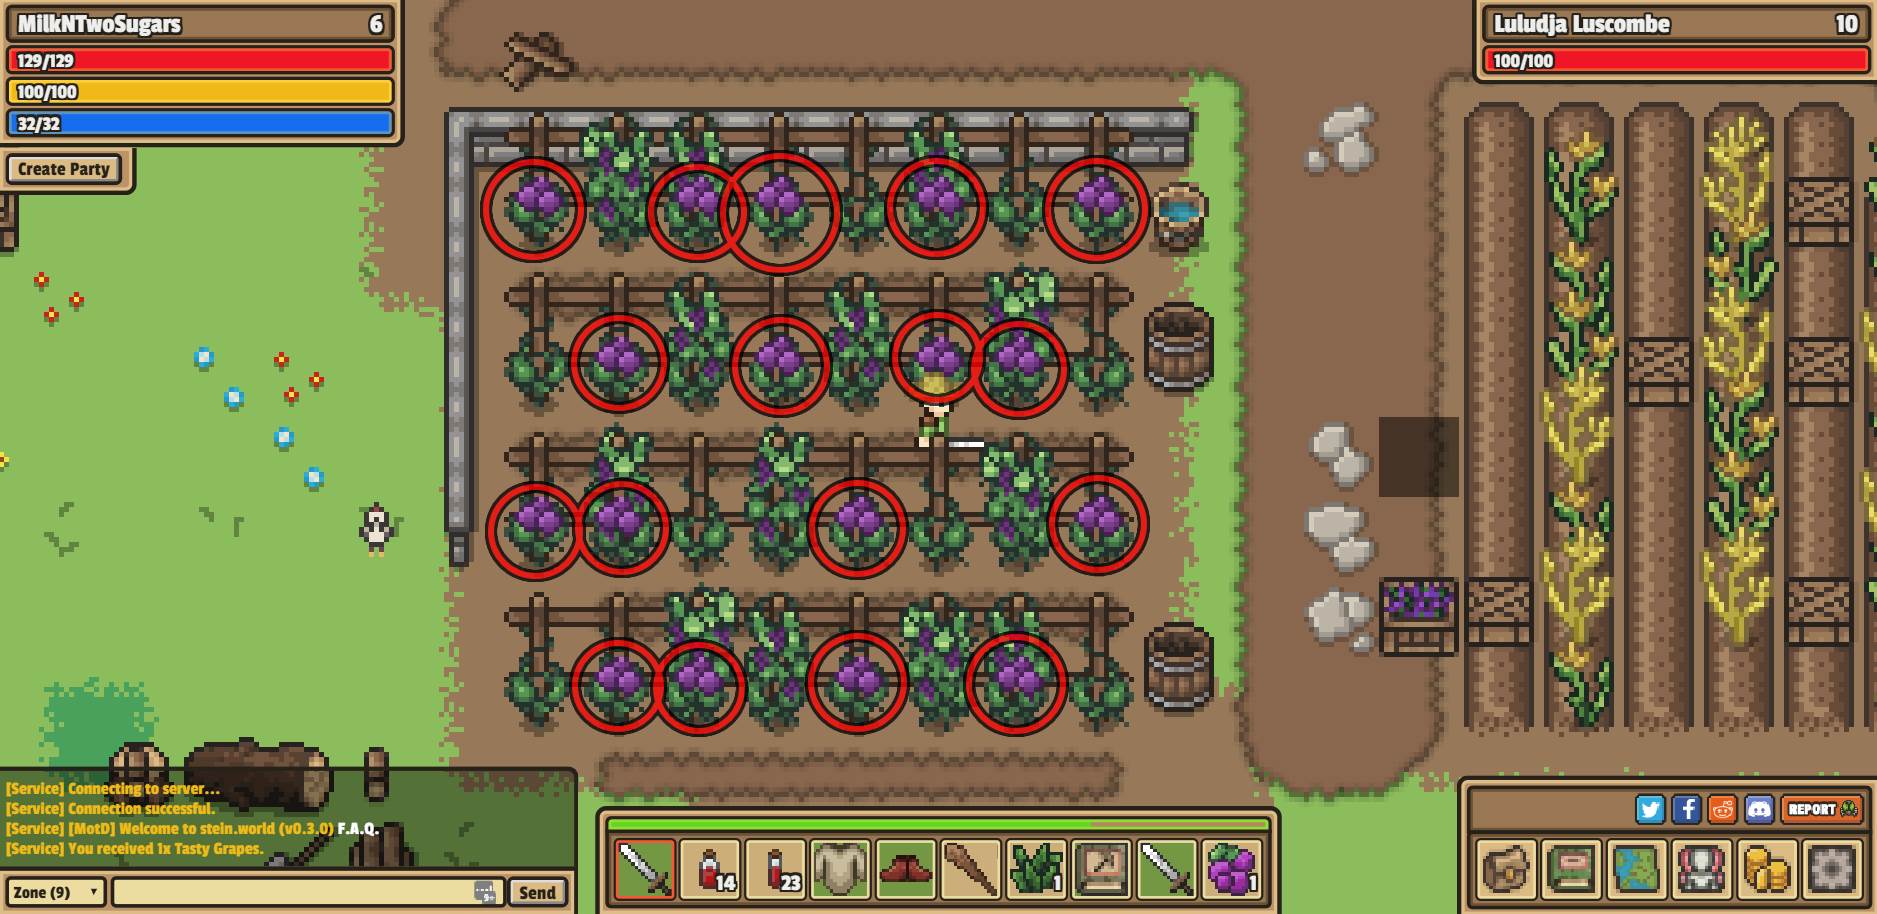 MilkNTwoSugars 6
129/129
100/100
32/32
Create Party
Luludja Luscombe 10
100/100
[Service] Connecting to server...
[Service] Connection successful.
[Service] [MotD] Welcome to stein.world (v0.3.0) F.A.Q.
[Service] You received 1x Tasty Grapes.
Zone (9)
9+
Send
14
23
1
1
REPORT